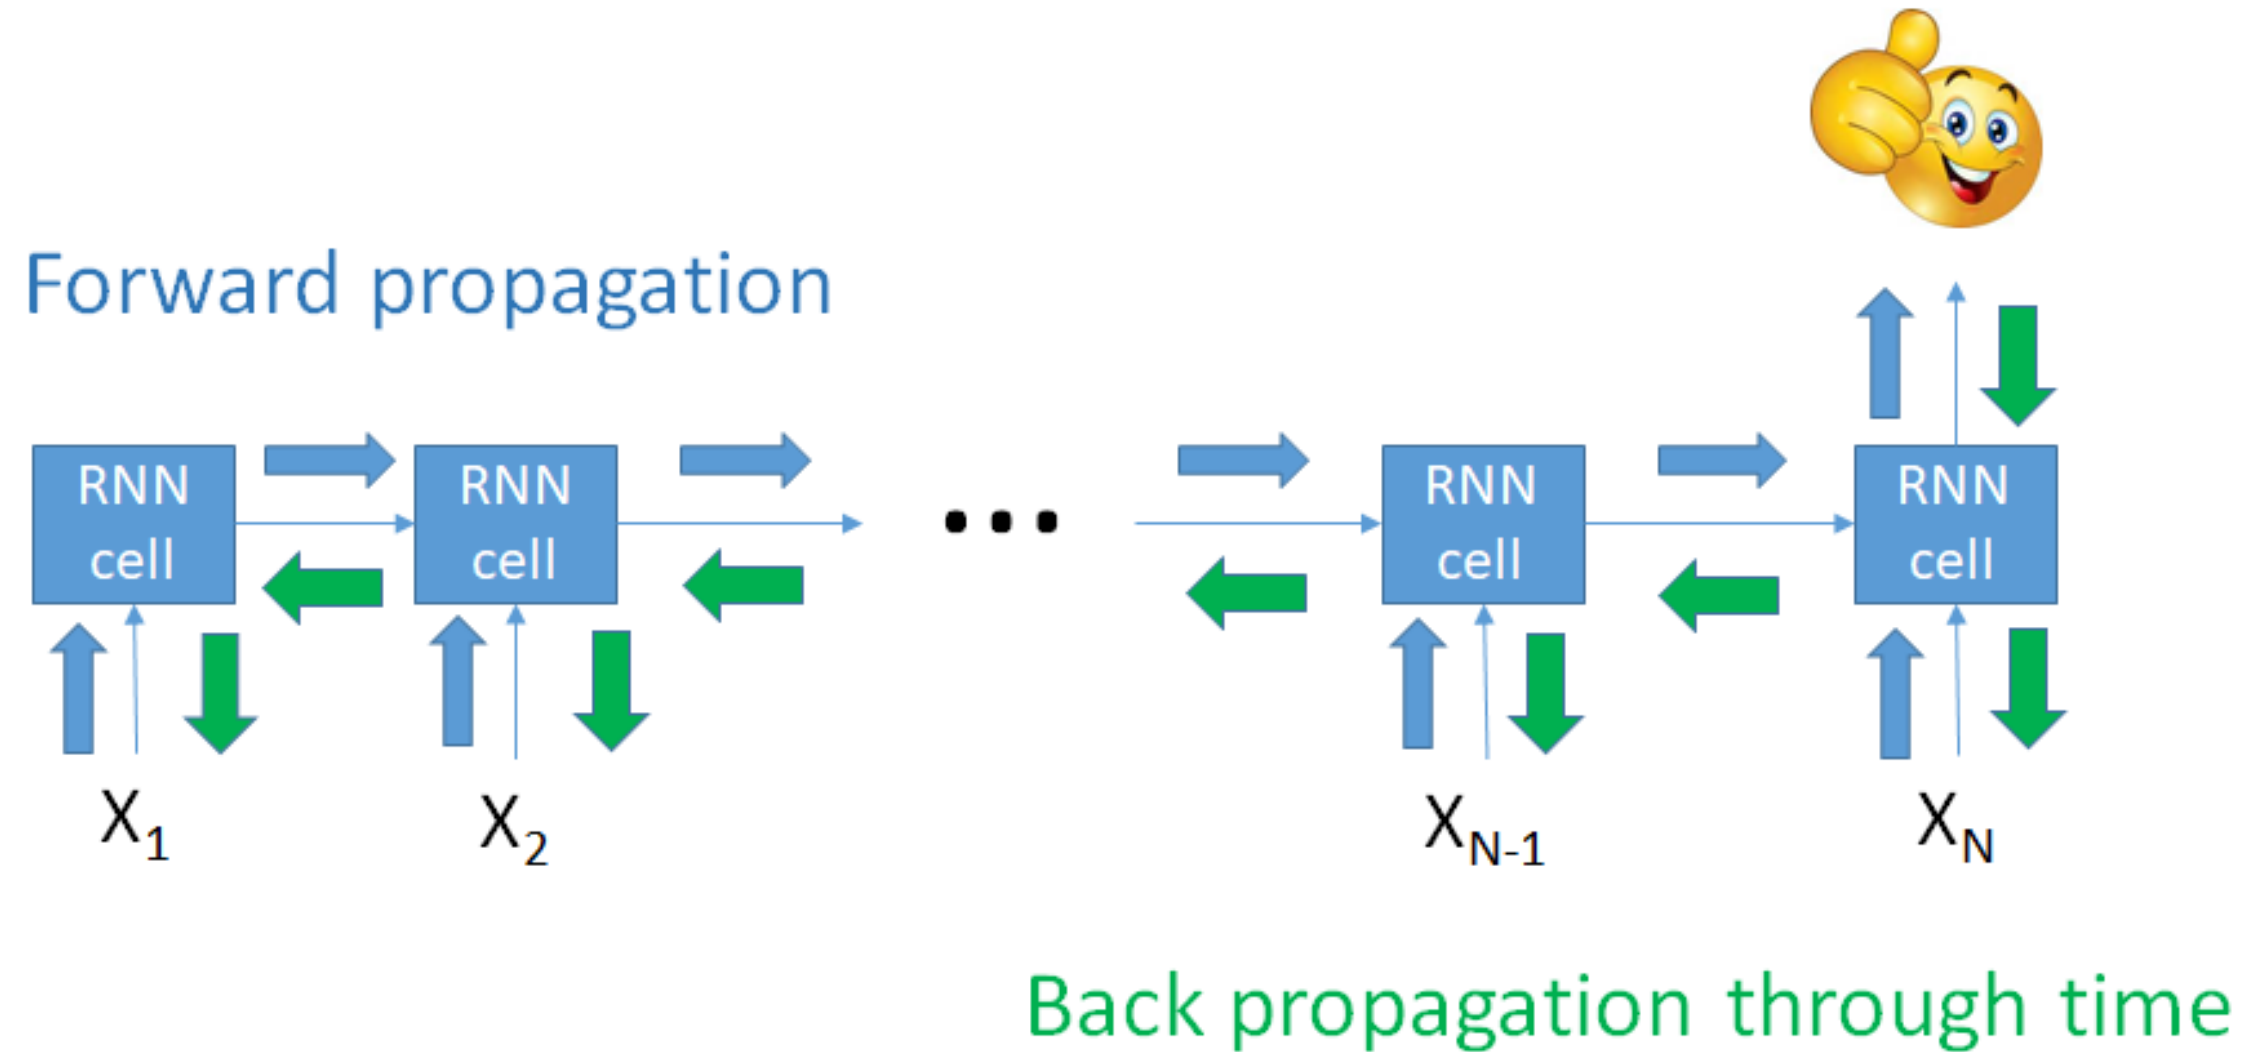 Forward propagation
RNN
cell
RNN
cell
...
RNN
cell
RNN
cell
X1
X2
XN-1
XN
Back propagation through time